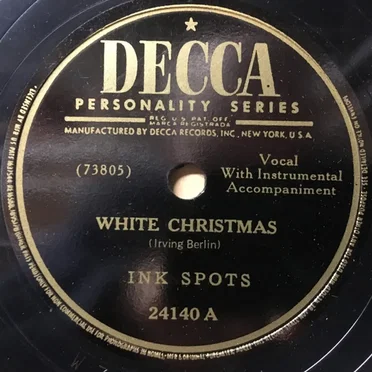 DECCA
PERSONALITY SERIES
REG. U.S. PAT. OFF.
MARCA REGISTRADA
MANUFACTURED BY DECCA RECORDS, INC., NEW YORK, U.S.A.
(73805)
Vocal
With Instrumental
Accompaniment
WHITE CHRISTMAS
(Irving Berlin)
INK SPOTS
24140 A